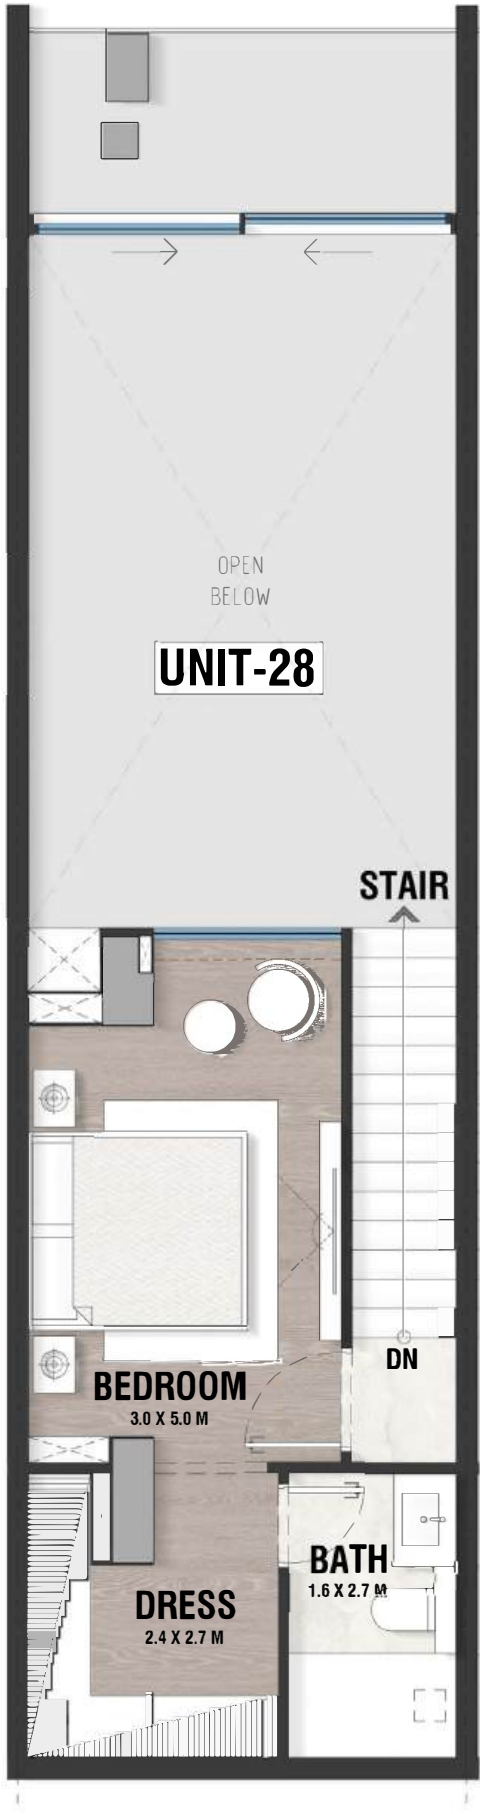 OPEN
BELOW
UNIT-28
STAIR
DN
BEDROOM
3.0 X 5.0 M
BATH
1.6 X 2.7 M
DRESS
2.4 X 2.7 M